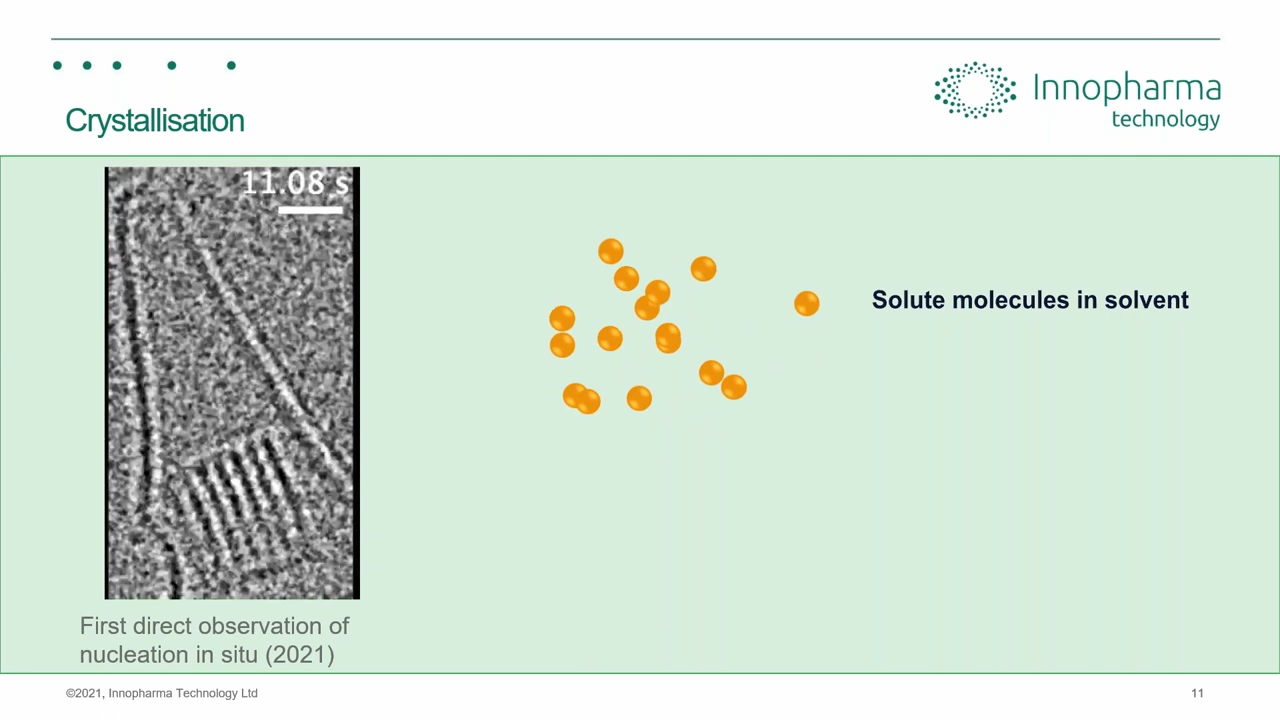 Innopharma
technology
Crystallisation
11.08 s
Solute molecules in solvent
First direct observation of
nucleation in situ (2021)
©2021, Innopharma Technology Ltd
11